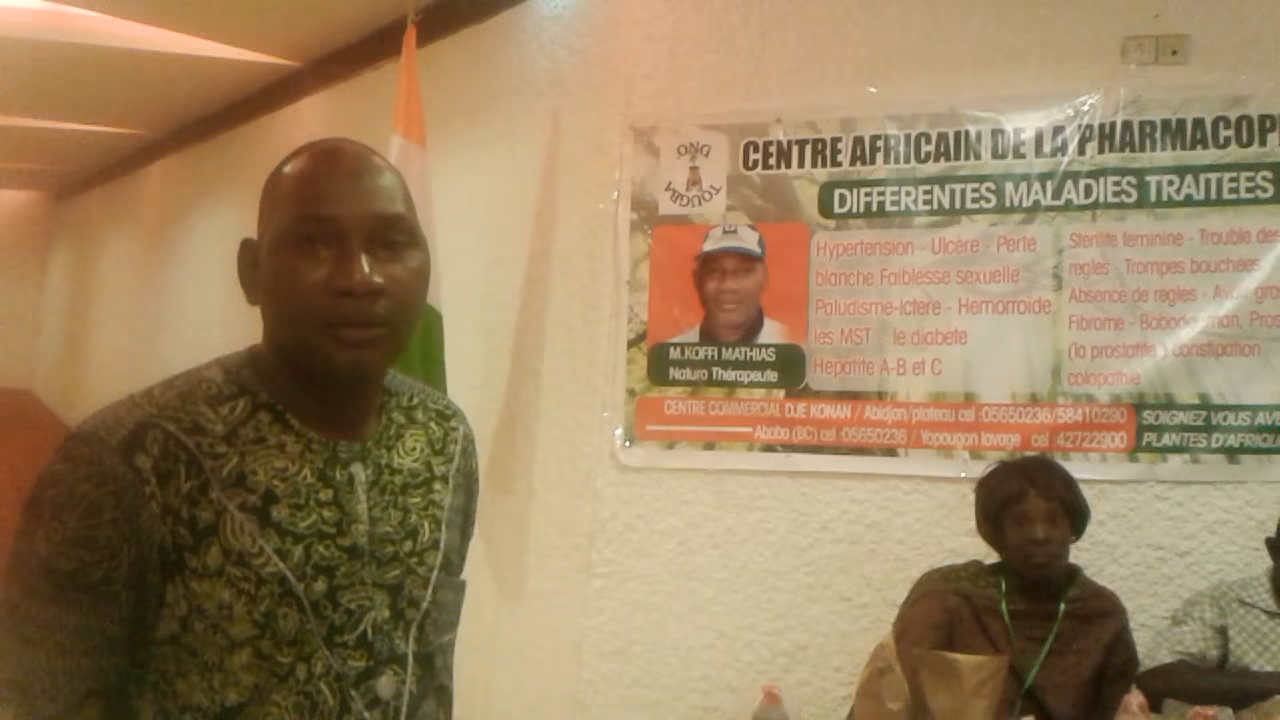 ONG
TOUGBA
CENTRE AFRICAIN DE LA PHARMACOP
DIFFERENTES MALADIES TRAITEES
Hypertension - Ulcère - Perte
blanche Faiblesse sexuelle
Paludisme-Ictere - Hemorroide
les MST le diabete
Hepatite A-B et C
Stérilité feminine - Trouble des
regles - Trompes bouchées
Absence de regles -
Fibrome -
(la prostatite) constipation
colopathie
M.KOFFI MATHIAS
Naturo Thérapeute
CENTRE COMMERCIAL DJE KONAN / Abidjan/plateau cel :05650236/58410290
Abobo (BC) cel :05650236 / Yopougon lavage cel :42722900
SOIGNEZ VOUS AVE
PLANTES D'AFRIQU